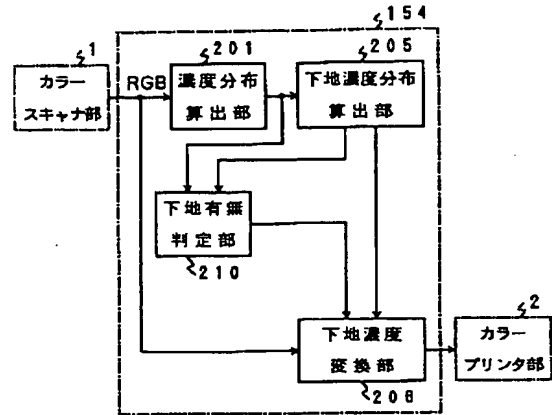 154
1
カラー
スキャナ部
RGB
201
濃度分布
算出部
205
下地濃度分布
算出部
下地有無
判定部
210
下地濃度
変換部
206
2
カラー
プリンタ部